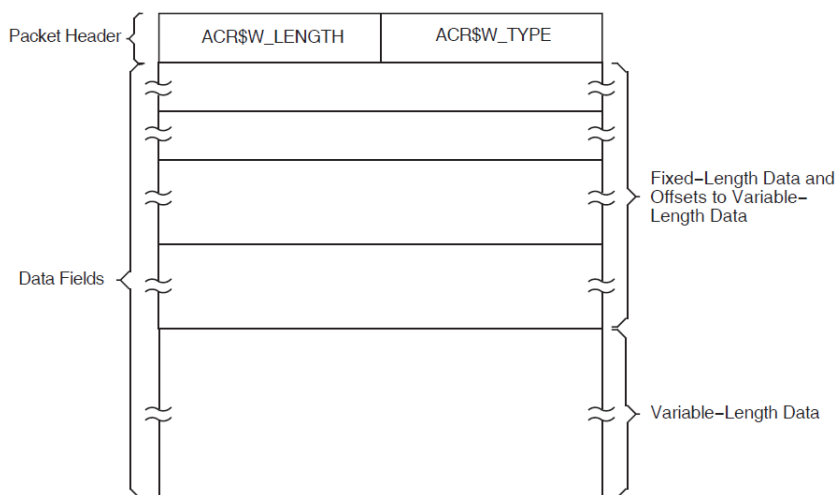 Packet Header
ACR$W_LENGTH
ACR$W_TYPE
Fixed-Length Data and
Offsets to Variable-
Length Data
Data Fields
Variable-Length Data